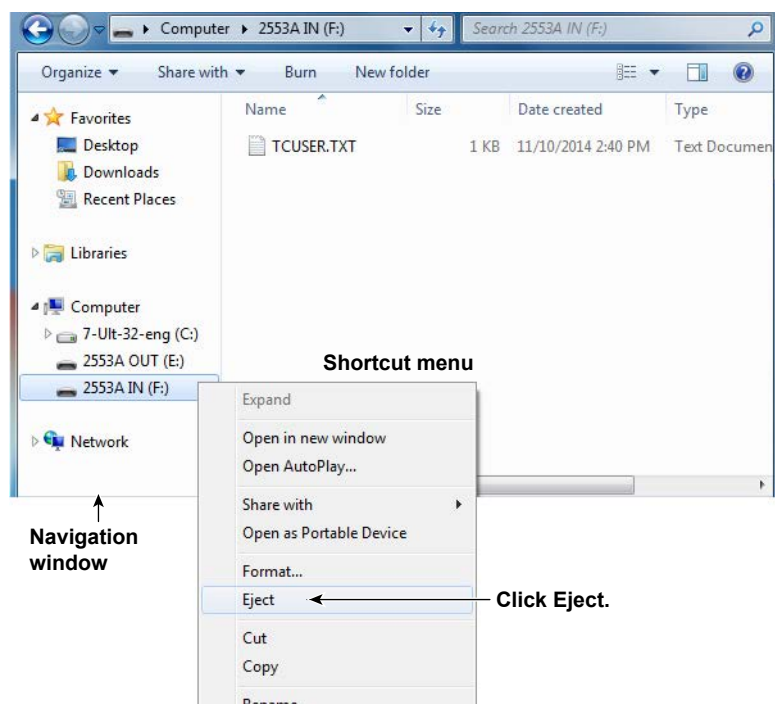 Computer ▸ 2553A IN (F:)
Search 2553A IN (F:)
Organize ▼ Share with ▼ Burn New folder
Favorites
Desktop
Downloads
Recent Places
Libraries
Computer
7-Ult-32-eng (C:)
2553A OUT (E:)
2553A IN (F:)
Network
Name Size Date created Type
TCUSER.TXT 1 KB 11/10/2014 2:40 PM Text Documen
Shortcut menu
Expand
Open in new window
Open AutoPlay...
Share with
Open as Portable Device
Format...
Eject
Cut
Copy
Rename
Navigation
window
Click Eject.